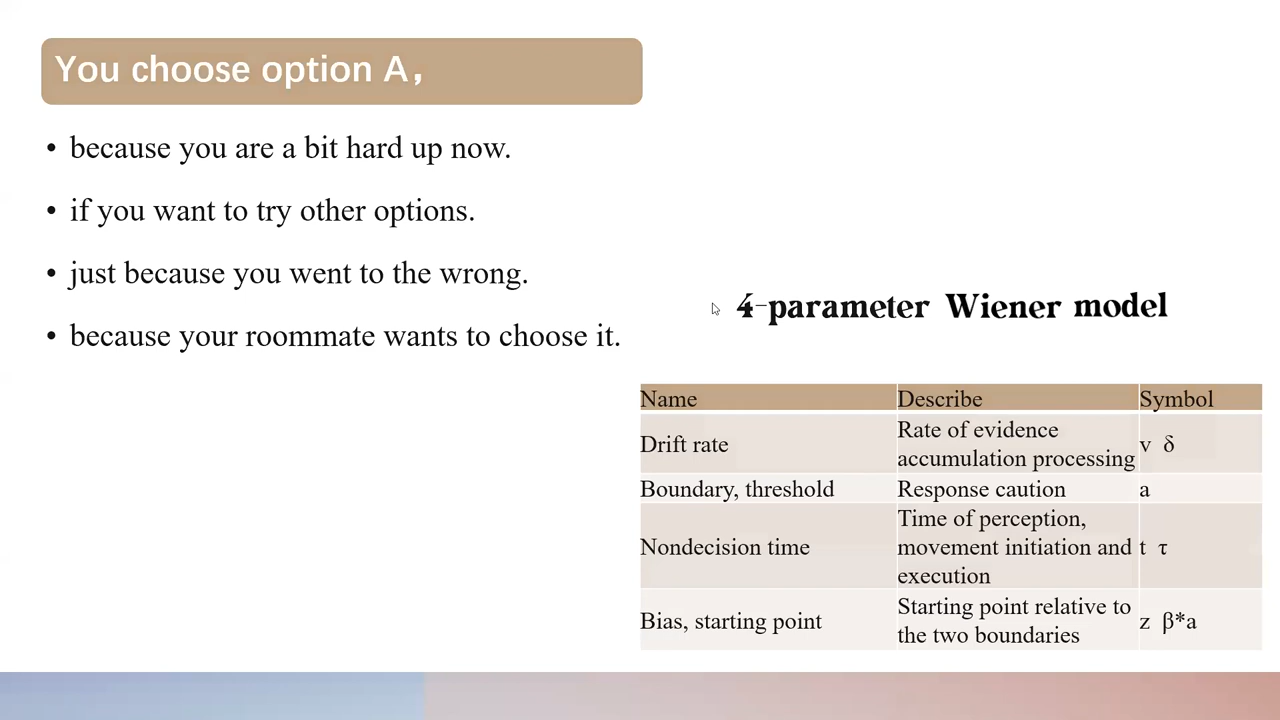 You choose option A，
• because you are a bit hard up now.
• if you want to try other options.
• just because you went to the wrong.
• because your roommate wants to choose it.
4-parameter Wiener model
Name Describe Symbol
Drift rate Rate of evidence accumulation processing v δ
Boundary, threshold Response caution a
Nondecision time Time of perception, movement initiation and execution t τ
Bias, starting point Starting point relative to the two boundaries z β*a